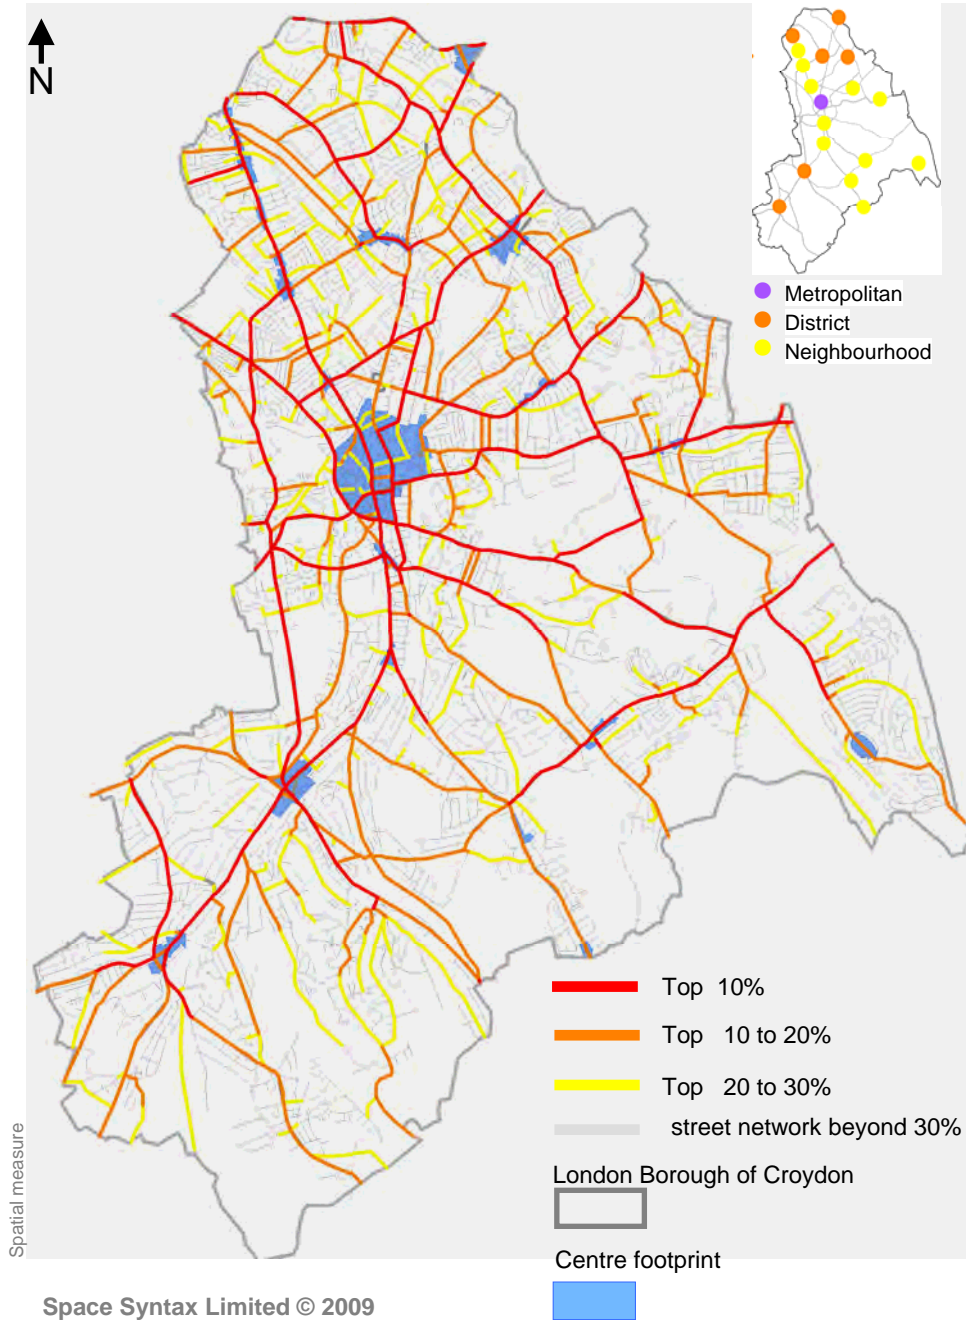 N
Metropolitan
District
Neighbourhood
Top 10%
Top 10 to 20%
Top 20 to 30%
street network beyond 30%
London Borough of Croydon
Centre footprint
Spatial measure
Space Syntax Limited © 2009